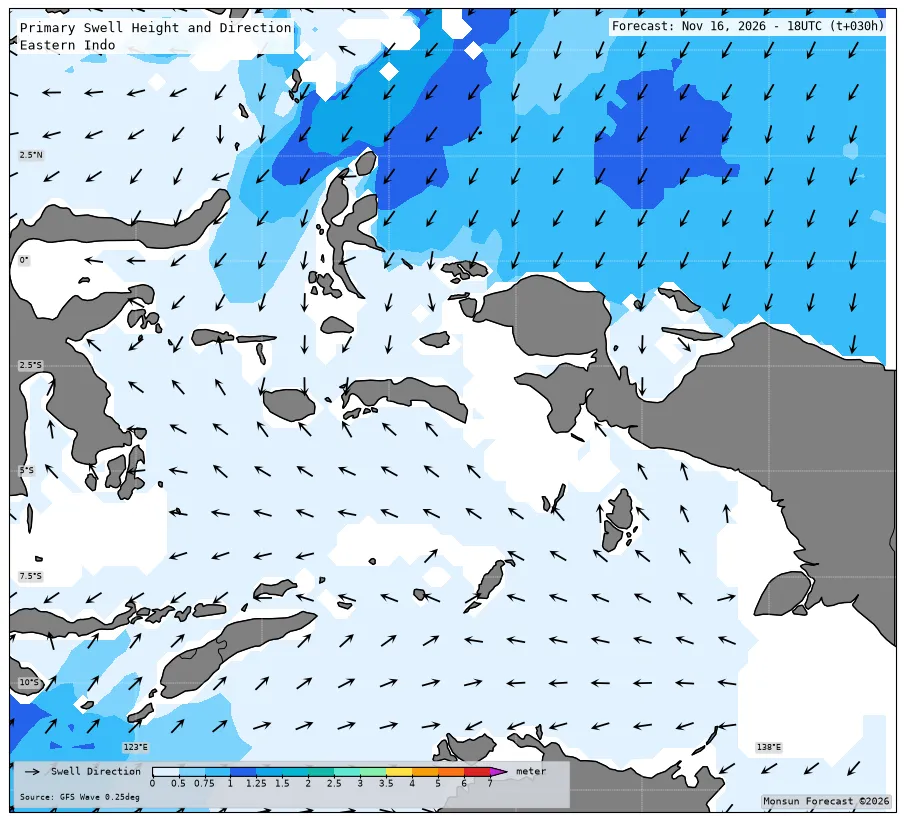 Primary Swell Height and Direction
Eastern Indo
Forecast: Nov 16, 2026 - 18UTC (t+030h)
2.5°N
0°
2.5°S
5°S
7.5°S
10°S
123°E
138°E
Swell Direction
0 0.5 0.75 1 1.25 1.5 2 2.5 3 3.5 4 5 6 7
meter
Source: GFS Wave 0.25deg
Monsun Forecast ©2026